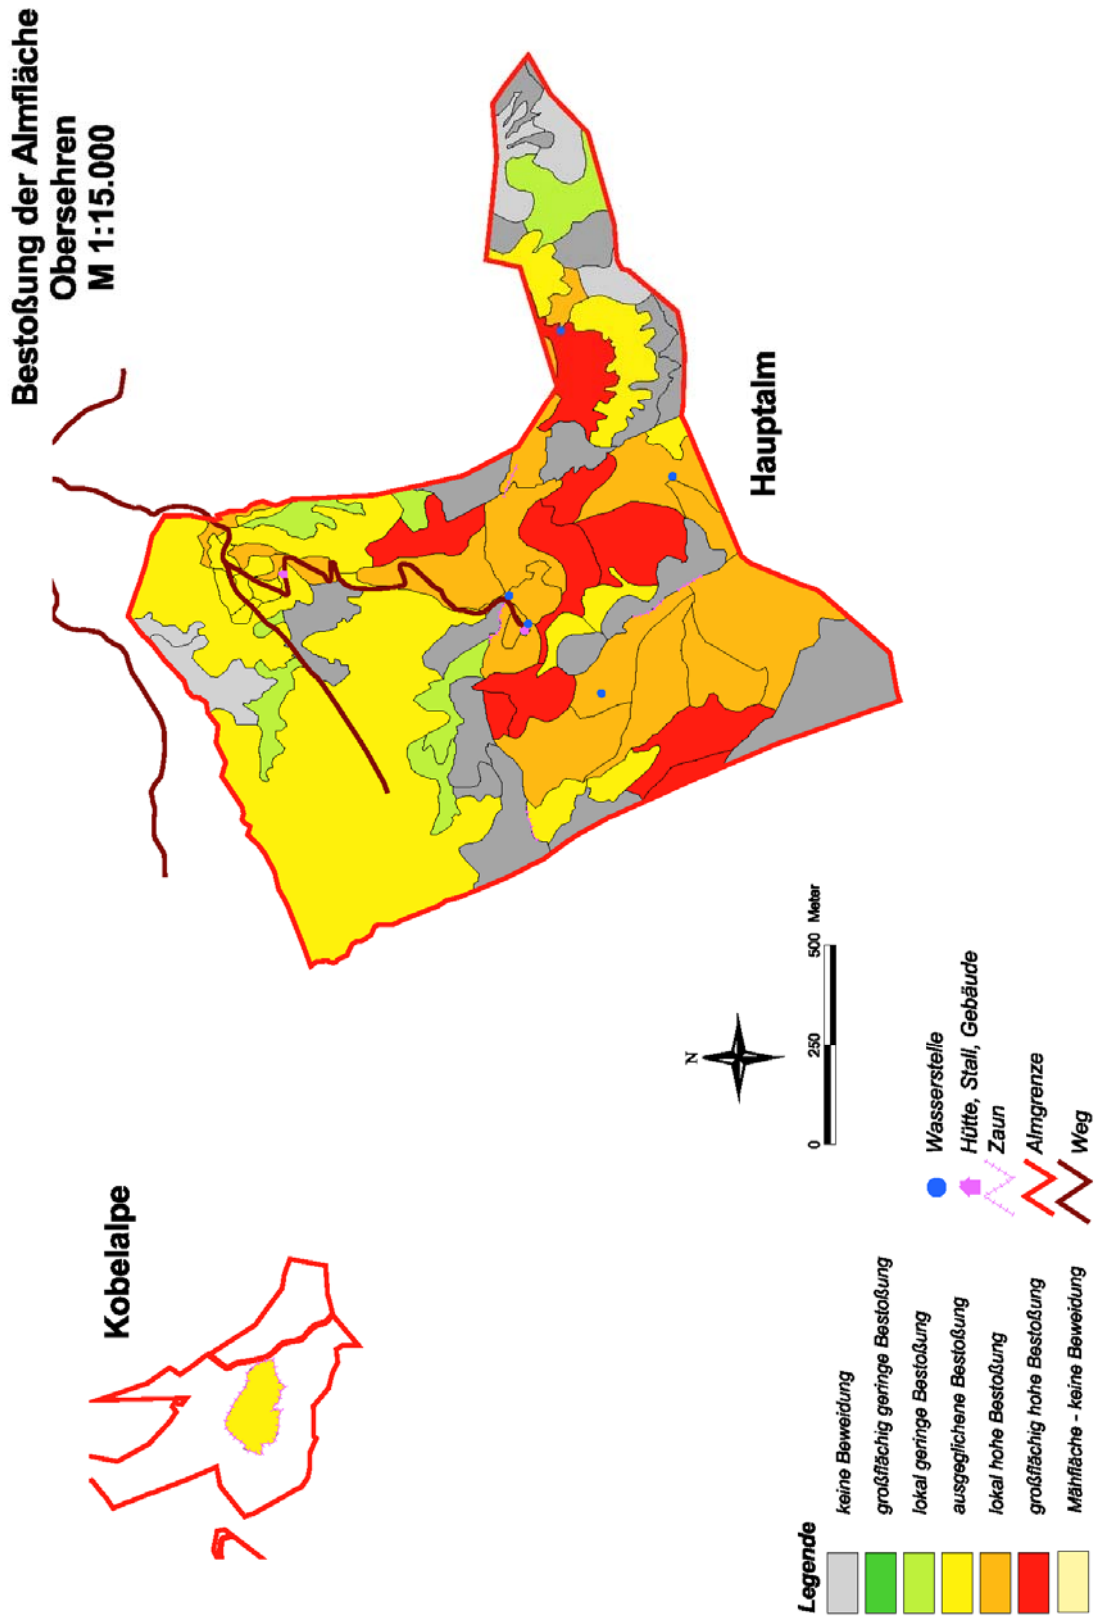 Bestoßung der Almfläche
Obersehren
M 1:15.000
Kobelalpe
Hauptalm
N
0 250 500 Meter
Legende
keine Beweidung
großflächig geringe Bestoßung
lokal geringe Bestoßung
ausgeglichene Bestoßung
lokal hohe Bestoßung
großflächig hohe Bestoßung
Mähfläche - keine Beweidung
Wasserstelle
Hütte, Stall, Gebäude
Zaun
Almgrenze
Weg